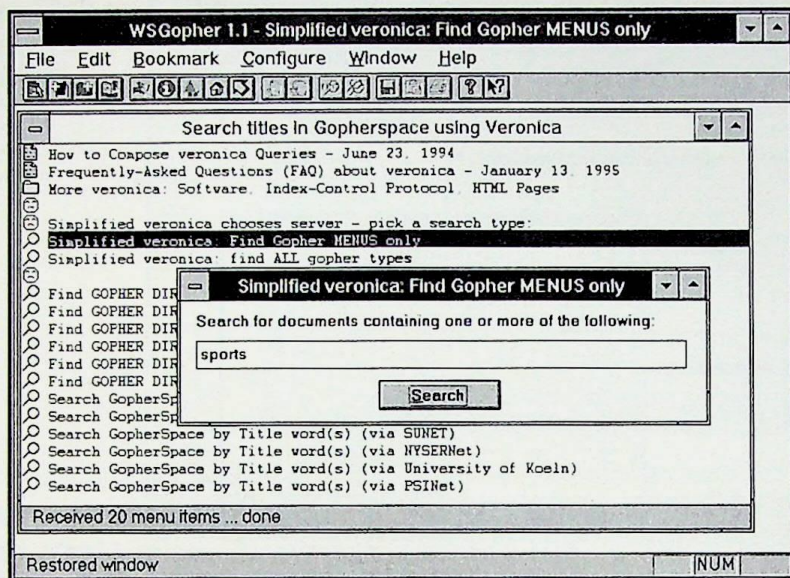 WSGopher 1.1 - Simplified veronica: Find Gopher MENUS only
File Edit Bookmark Configure Window Help
Search titles in Gopherspace using Veronica
How to Compose veronica Queries - June 23, 1994
Frequently-Asked Questions (FAQ) about veronica - January 13, 1995
More veronica: Software, Index-Control Protocol, HTML Pages
Simplified veronica chooses server - pick a search type:
Simplified veronica: Find Gopher MENUS only
Simplified veronica: find ALL gopher types
Simplified veronica: Find Gopher MENUS only
Search for documents containing one or more of the following:
sports
Search
Find GOPHER DIR
Find GOPHER DIR
Find GOPHER DIR
Find GOPHER DIR
Find GOPHER DIR
Find GOPHER DIR
Search GopherSp
Search GopherSp
Search GopherSpace by Title word(s) (via SUNET)
Search GopherSpace by Title word(s) (via NYSERNet)
Search GopherSpace by Title word(s) (via University of Koeln)
Search GopherSpace by Title word(s) (via PSINet)
Received 20 menu items ... done
Restored window NUM